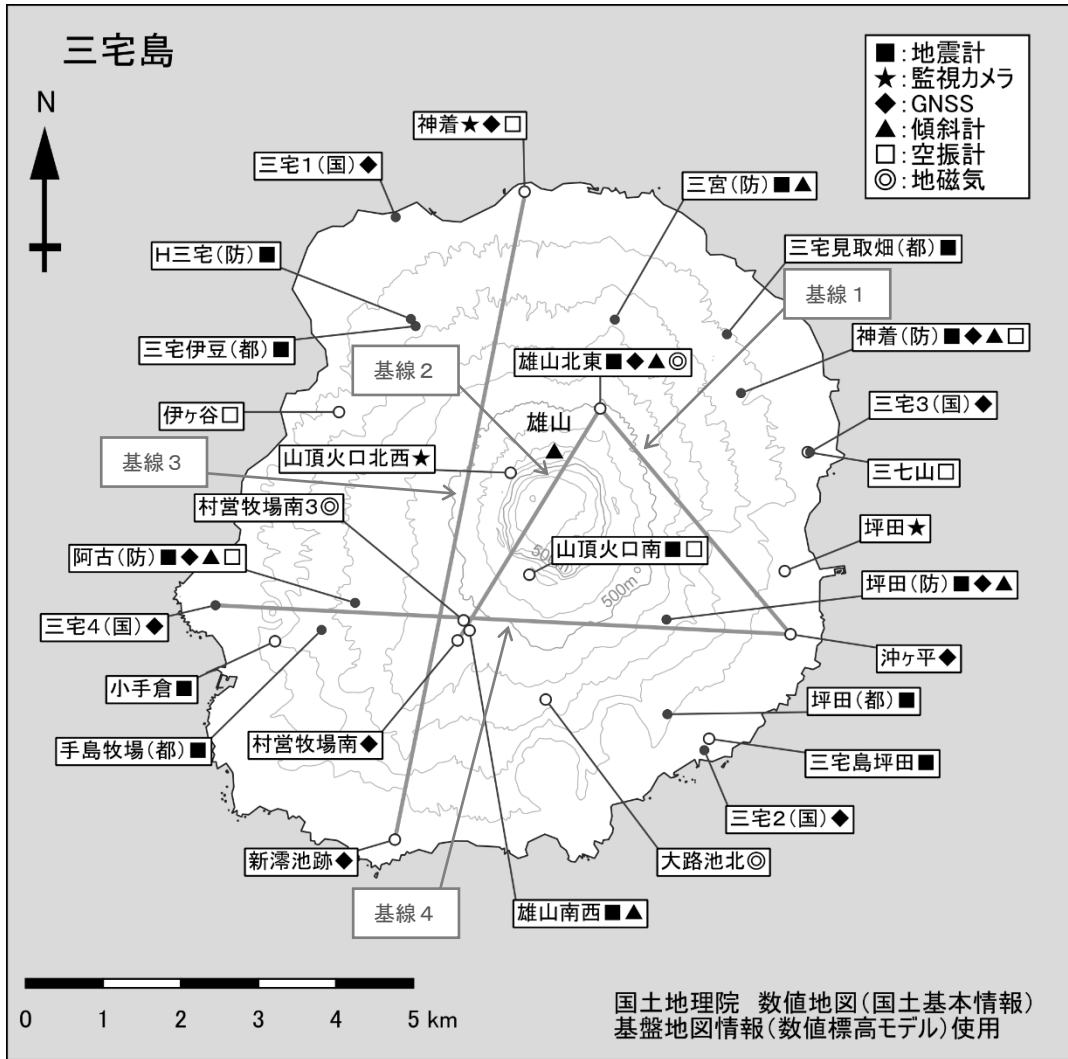 三宅島
■：地震計
★：監視カメラ
◆：GNSS
▲：傾斜計
□：空振計
◎：地磁気
N
神着★◆□
三宅1(国)◆
三宮(防)■▲
H三宅(防)■
三宅見取畑(都)■
基線1
三宅伊豆(都)■
神着(防)■◆▲□
基線2
雄山北東■◆▲◎
伊ヶ谷□
三宅3(国)◆
雄山
基線3
山頂火口北西★
三七山□
村営牧場南3◎
坪田★
500m
山頂火口南■□
阿古(防)■◆▲□
500m
坪田(防)■◆▲
三宅4(国)◆
沖ヶ平◆
小手倉■
坪田(都)■
手島牧場(都)■
村営牧場南◆
三宅島坪田■
三宅2(国)◆
新澪池跡◆
大路池北◎
基線4
雄山南西■▲
0 1 2 3 4 5 km
国土地理院 数値地図(国土基本情報)
基盤地図情報(数値標高モデル)使用